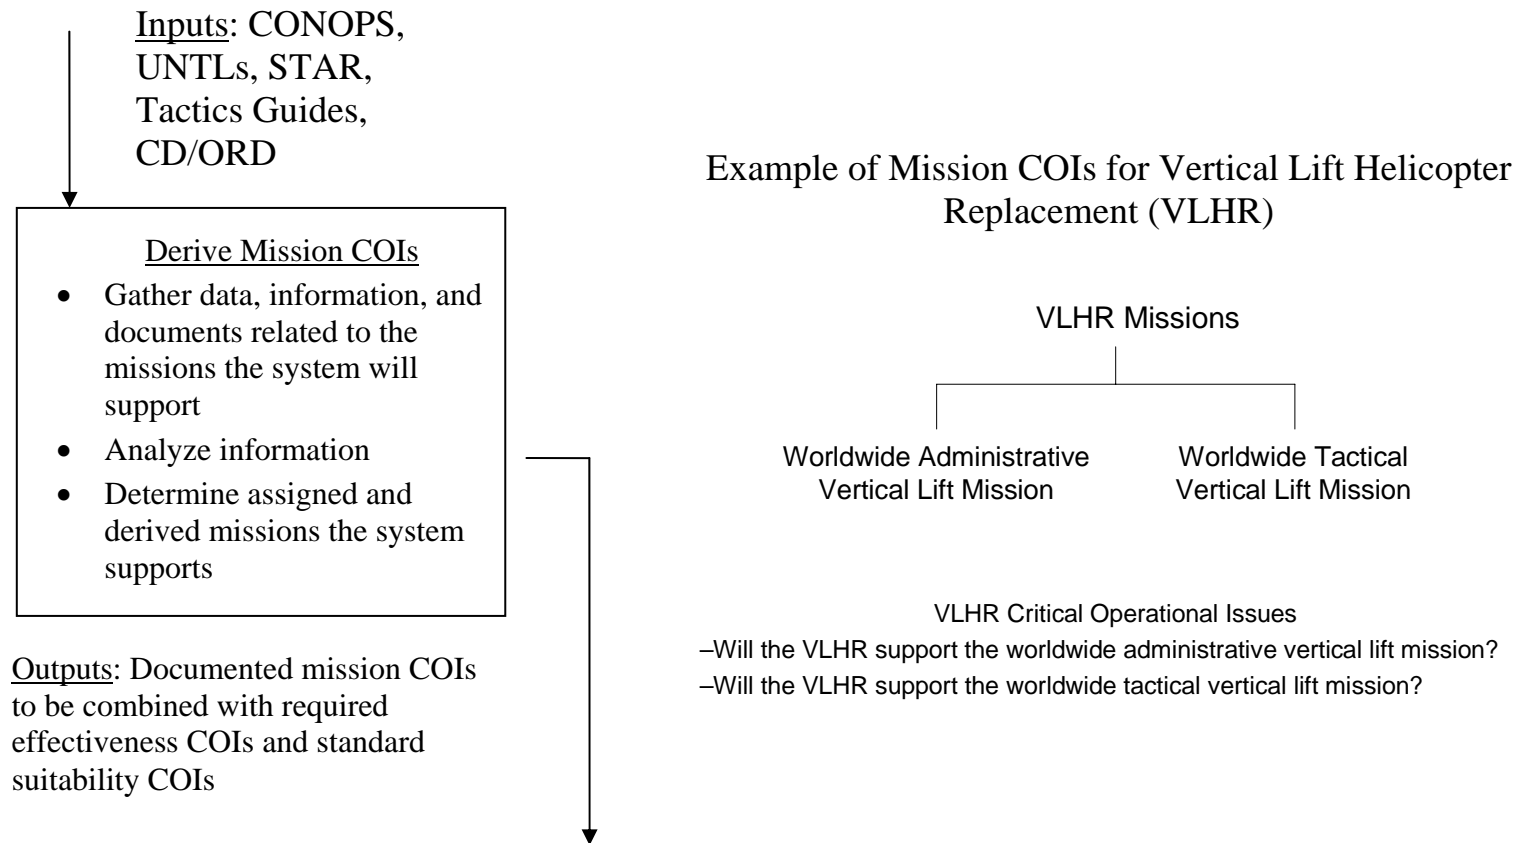 Inputs: CONOPS,
UNTLs, STAR,
Tactics Guides,
CD/ORD
Derive Mission COIs
• Gather data, information, and
documents related to the
missions the system will
support
• Analyze information
• Determine assigned and
derived missions the system
supports
Outputs: Documented mission COIs
to be combined with required
effectiveness COIs and standard
suitability COIs
Example of Mission COIs for Vertical Lift Helicopter
Replacement (VLHR)
VLHR Missions
Worldwide Administrative
Vertical Lift Mission
Worldwide Tactical
Vertical Lift Mission
VLHR Critical Operational Issues
–Will the VLHR support the worldwide administrative vertical lift mission?
–Will the VLHR support the worldwide tactical vertical lift mission?